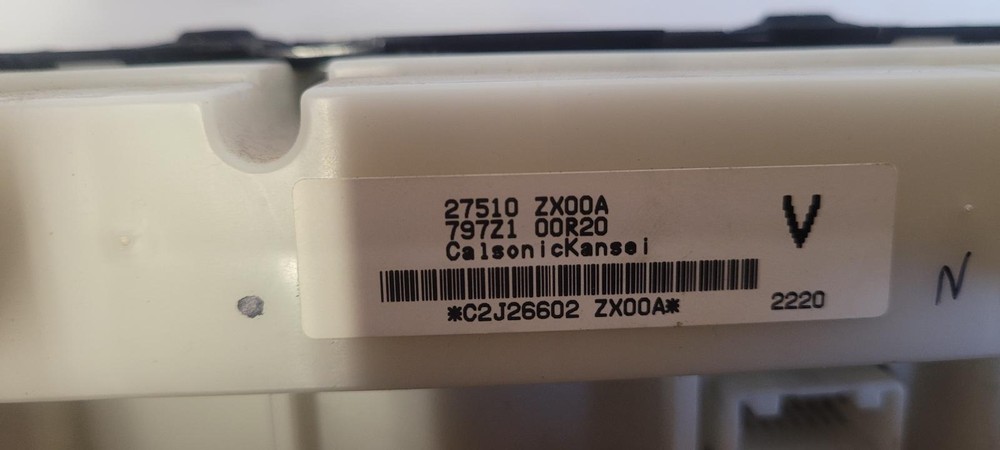 27510 ZX00A
797Z1 00R20
CalsonicKansei
*C2J26602 ZX00A*
V
2220
N